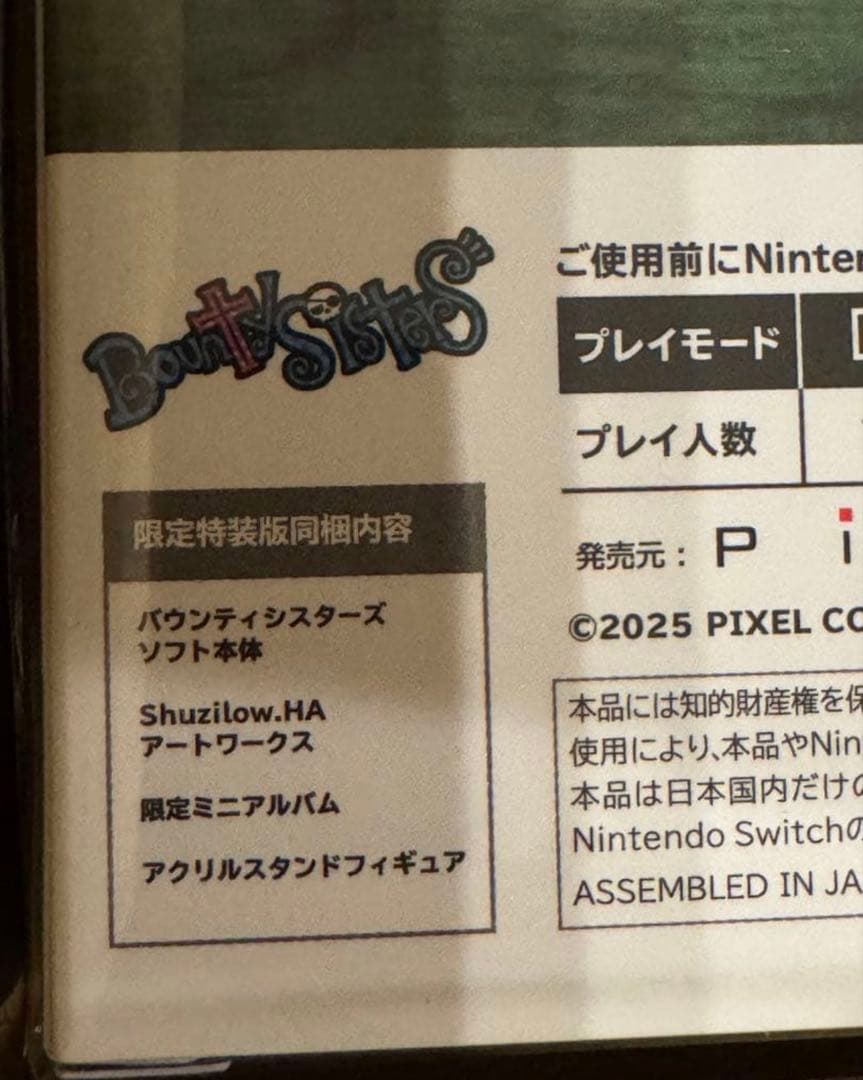 Bounty Sisters
限定特装版同梱内容
バウンティシスターズ
ソフト本体
Shuzilow.HA
アートワークス
限定ミニアルバム
アクリルスタンドフィギュア
ご使用前にNinten
プレイモード
プレイ人数
発売元： P i
©2025 PIXEL CO
本品には知的財産権を保
使用により、本品やNin
本品は日本国内だけの
Nintendo Switchの
ASSEMBLED IN JA